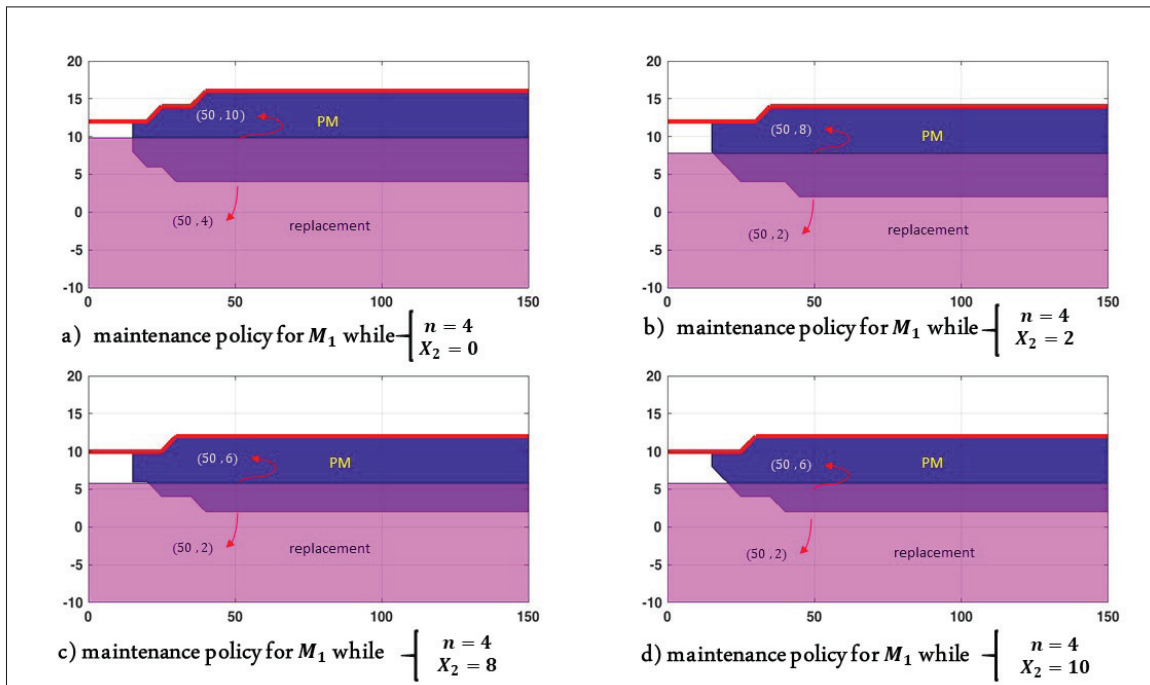 20
15
(50 , 10)
PM
10
5
0
(50 , 4)
replacement
-5
-10
0 50 100 150
a) maintenance policy for M₁ while { n = 4
X₂ = 0
20
15
(50 , 8)
PM
10
5
0
(50 , 2)
replacement
-5
-10
0 50 100 150
b) maintenance policy for M₁ while { n = 4
X₂ = 2
20
15
10
(50 , 6)
PM
5
0
(50 , 2)
replacement
-5
-10
0 50 100 150
c) maintenance policy for M₁ while { n = 4
X₂ = 8
20
15
10
(50 , 6)
PM
5
0
(50 , 2)
replacement
-5
-10
0 50 100 150
d) maintenance policy for M₁ while { n = 4
X₂ = 10